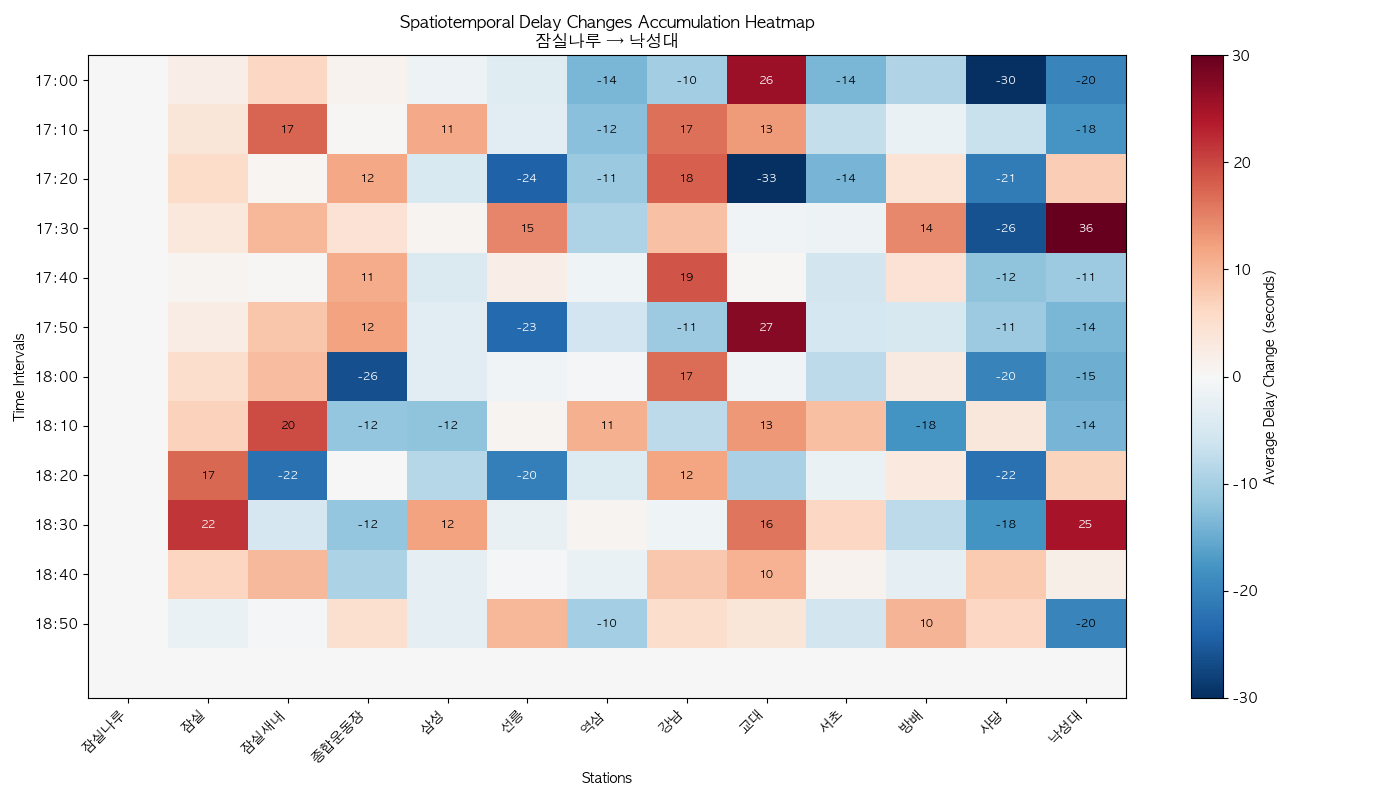 Spatiotemporal Delay Changes Accumulation Heatmap
잠실나루 → 낙성대
17:00 -14 -10 26 -14 -30 -20
17:10 17 11 -12 17 13 -18
17:20 12 -24 -11 18 -33 -14 -21
17:30 15 14 -26 36
17:40 11 19 -12 -11
17:50 12 -23 -11 27 -11 -14
18:00 -26 17 -20 -15
18:10 20 -12 -12 11 13 -18 -14
18:20 17 -22 -20 12 -22
18:30 22 -12 12 16 -18 25
18:40 10
18:50 -10 10 -20
Time Intervals
잠실나루 잠실 잠실새내 종합운동장 삼성 선릉 역삼 강남 교대 서초 방배 사당 낙성대
Stations
30
20
10
0
-10
-20
-30
Average Delay Change (seconds)